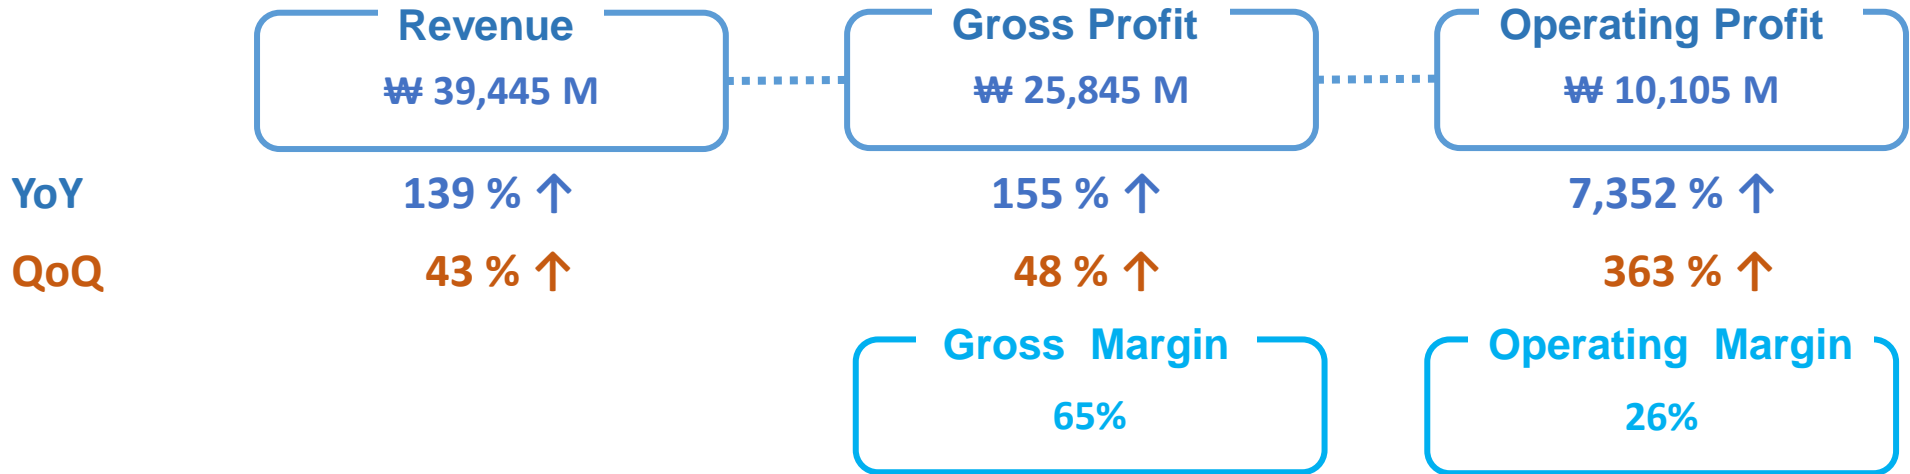 Revenue Gross Profit Operating Profit
₩ 39,445 M ₩ 25,845 M ₩ 10,105 M
YoY 139 % ↑ 155 % ↑ 7,352 % ↑
QoQ 43 % ↑ 48 % ↑ 363 % ↑
Gross Margin Operating Margin
65% 26%